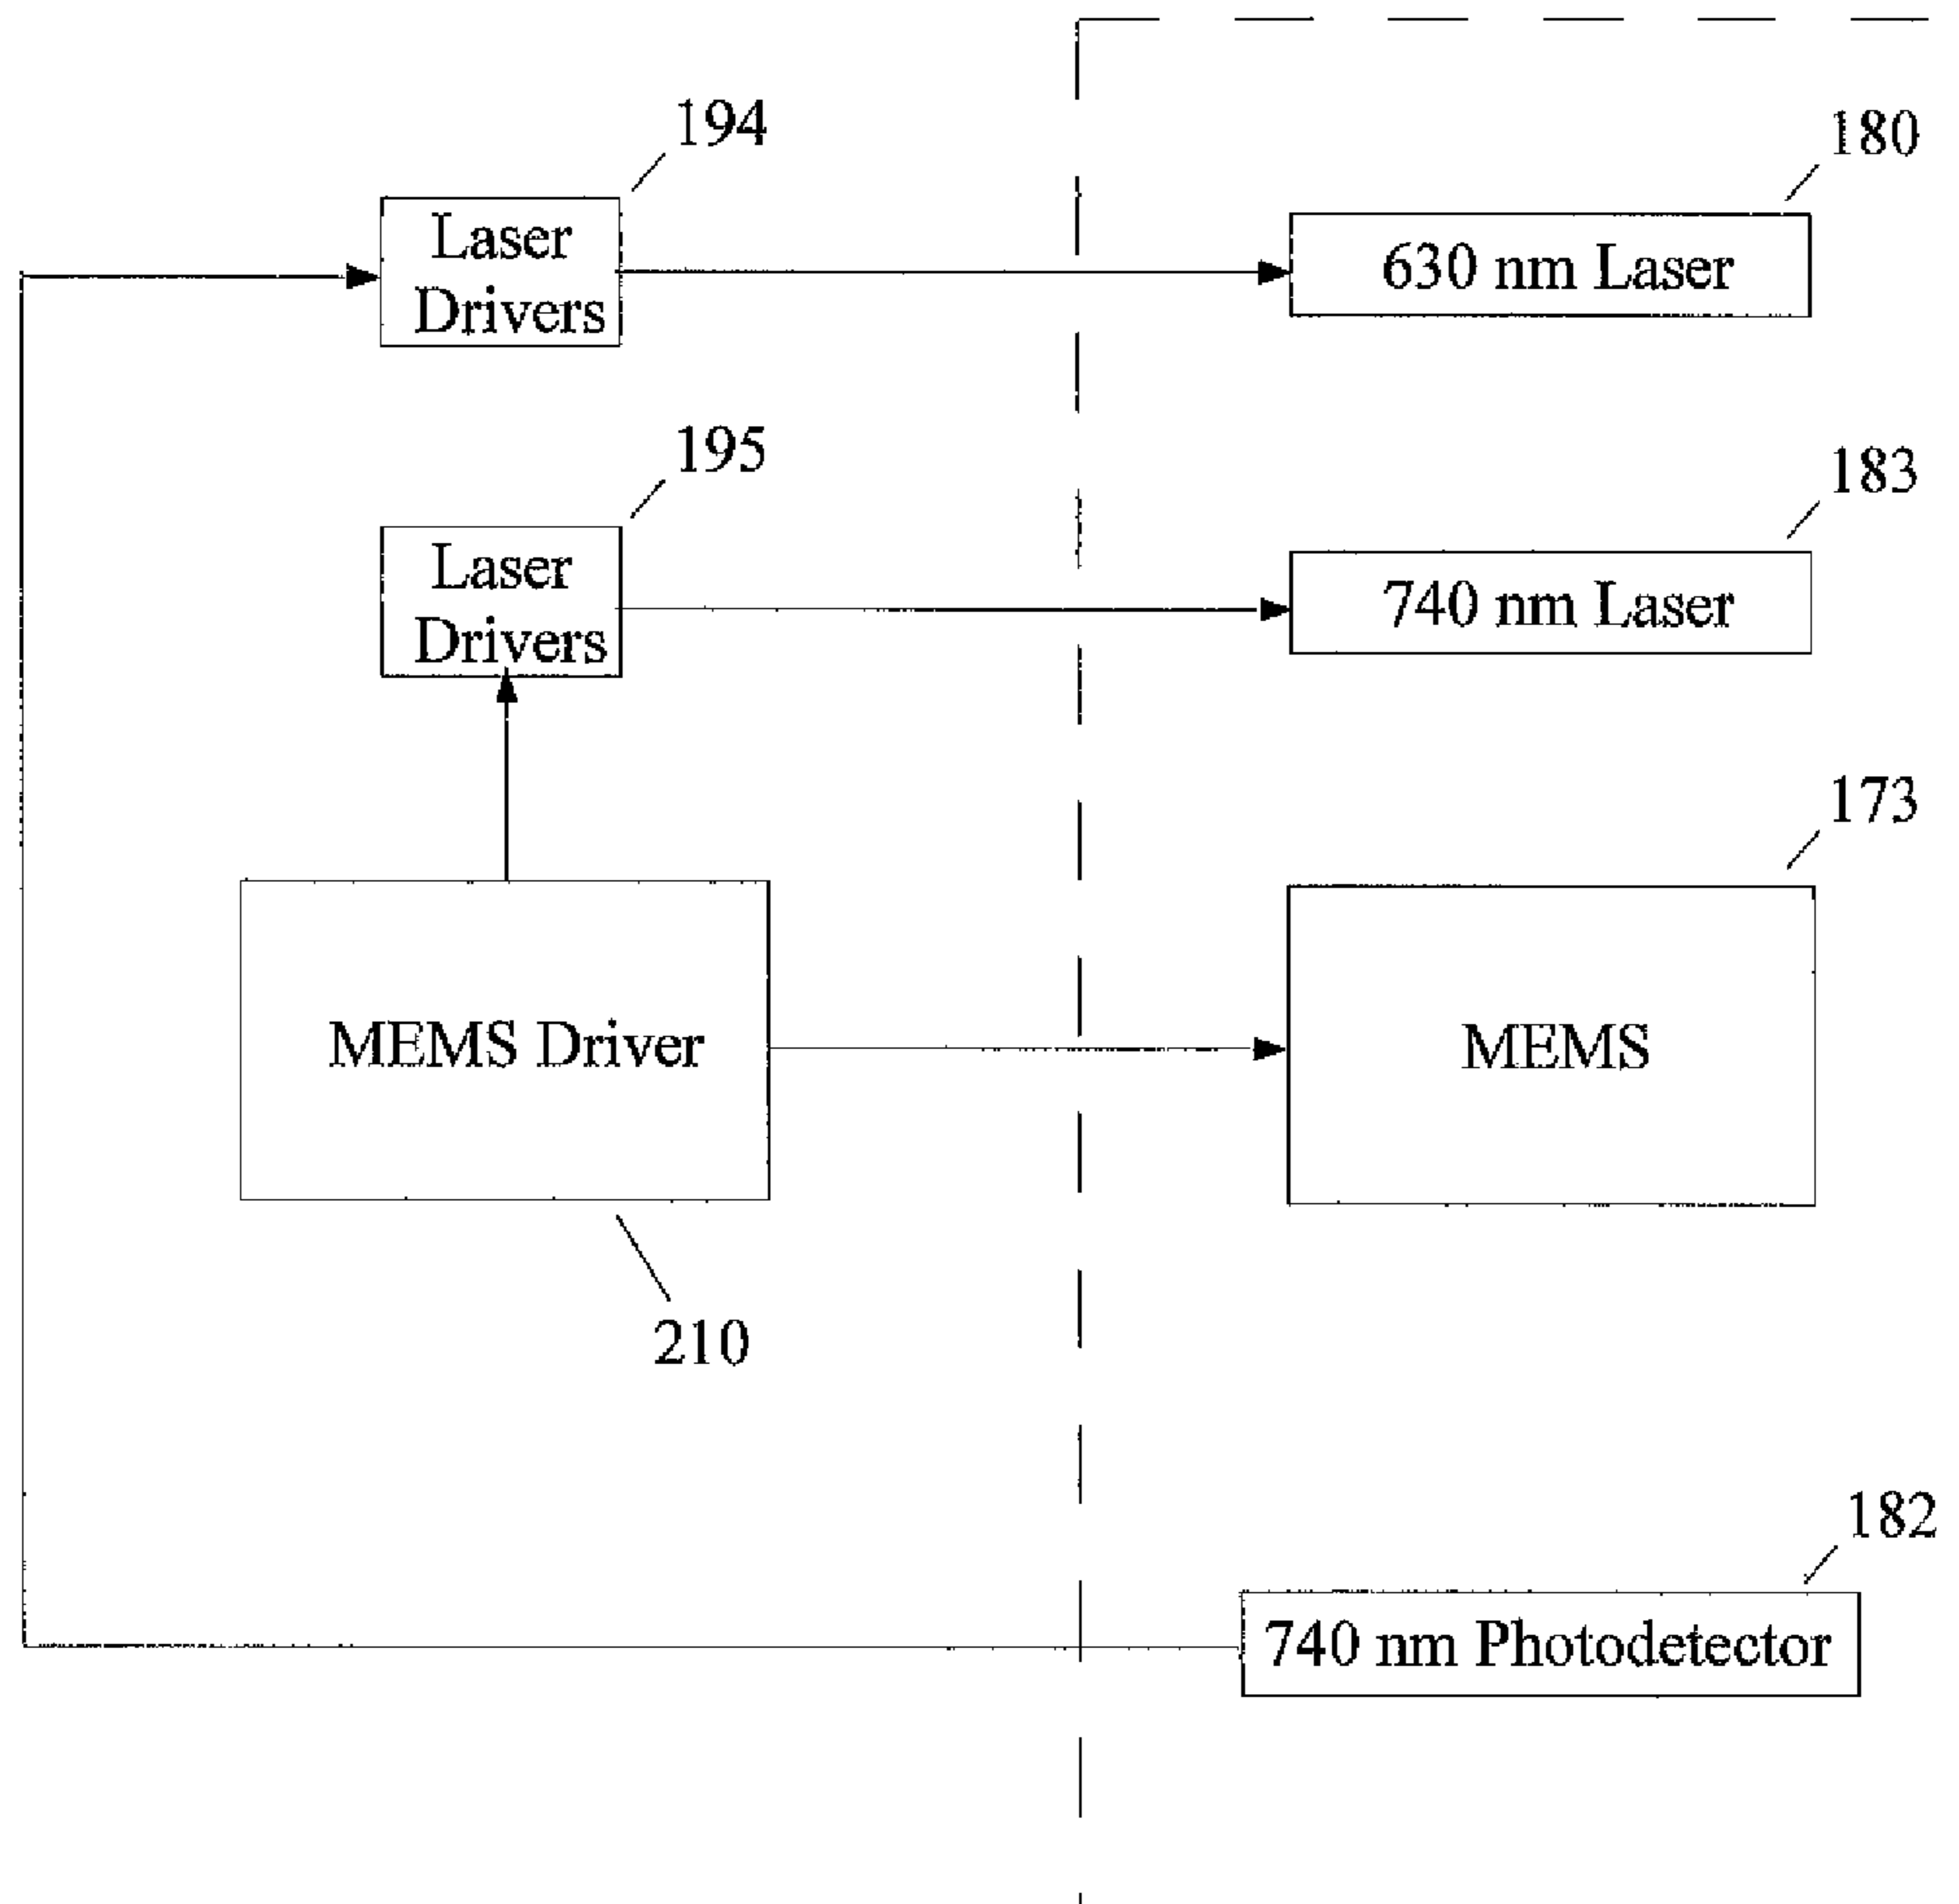 194
180
Laser
Drivers
630 nm Laser
195
183
Laser
Drivers
740 nm Laser
173
MEMS Driver
MEMS
210
182
740 nm Photodetector